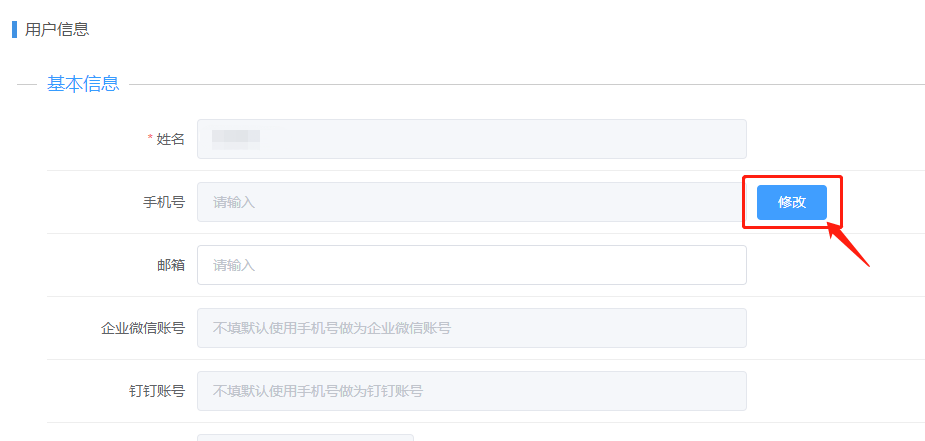 用户信息
基本信息
* 姓名
手机号 请输入 修改
邮箱 请输入
企业微信账号 不填默认使用手机号做为企业微信账号
钉钉账号 不填默认使用手机号做为钉钉账号